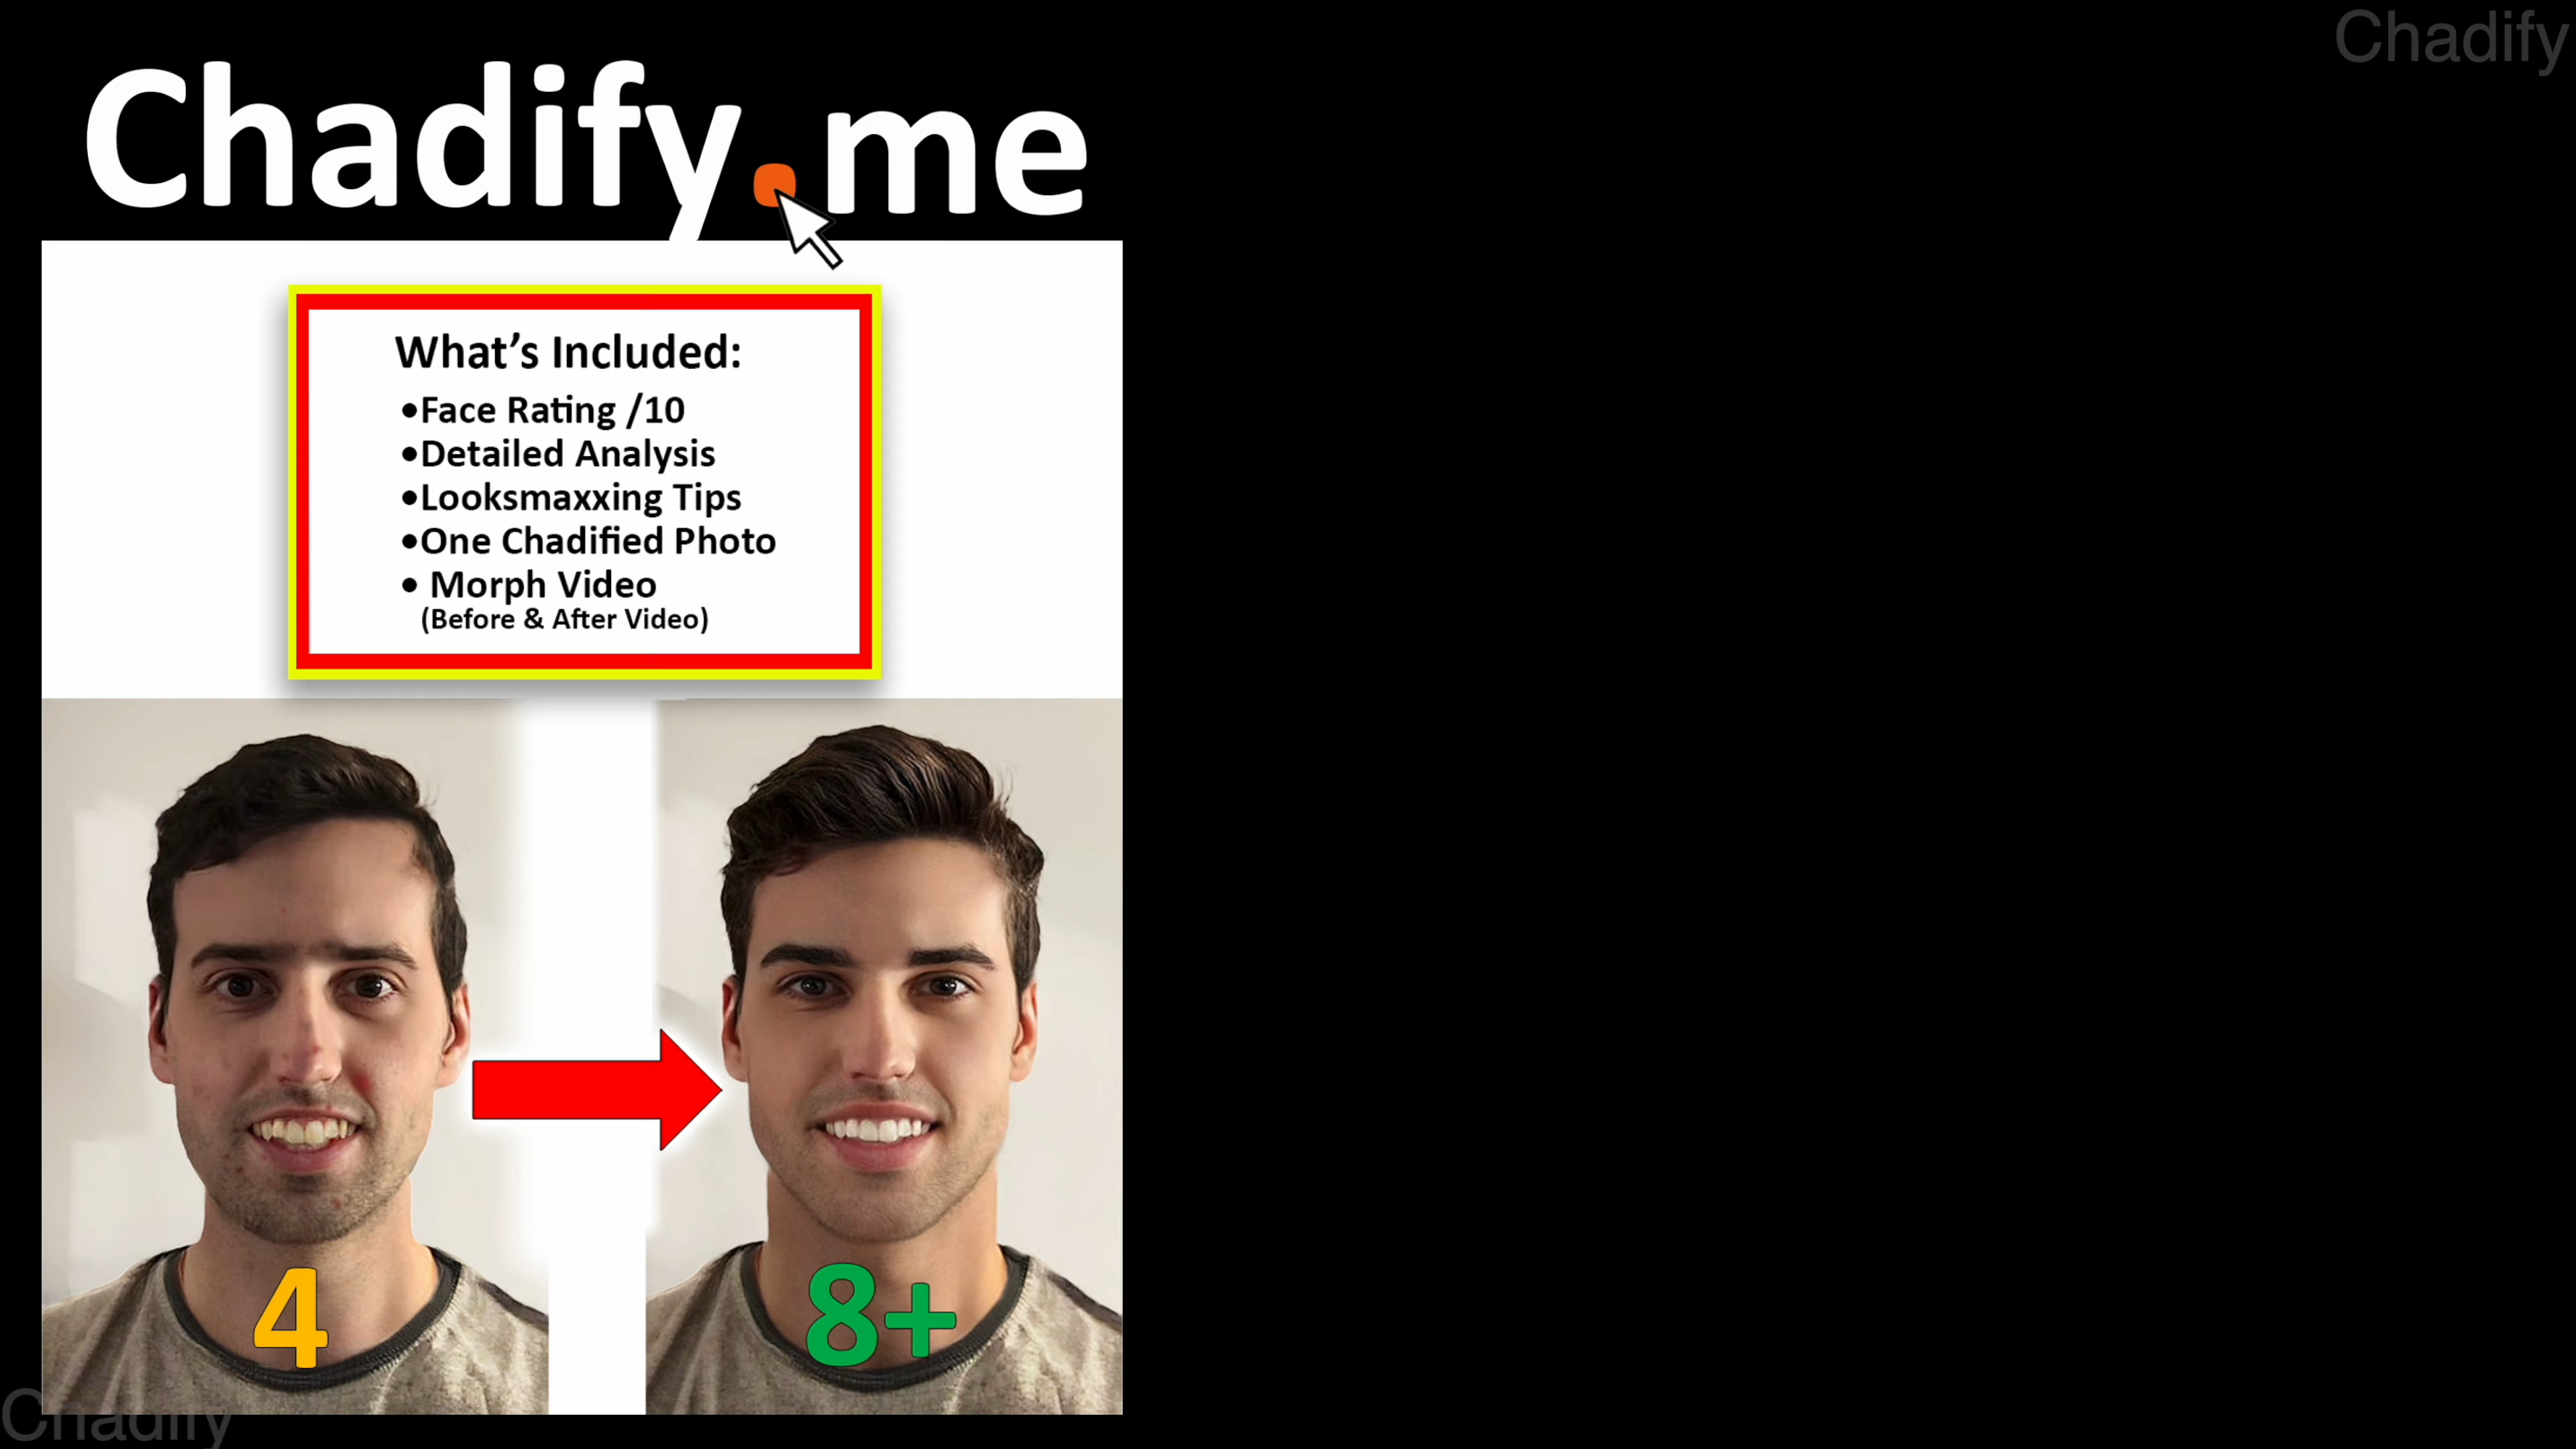 Chadify
Chadify.me
What's Included:
•Face Rating /10
•Detailed Analysis
•Looksmaxxing Tips
•One Chadified Photo
• Morph Video
(Before & After Video)
4
8+
Chadify